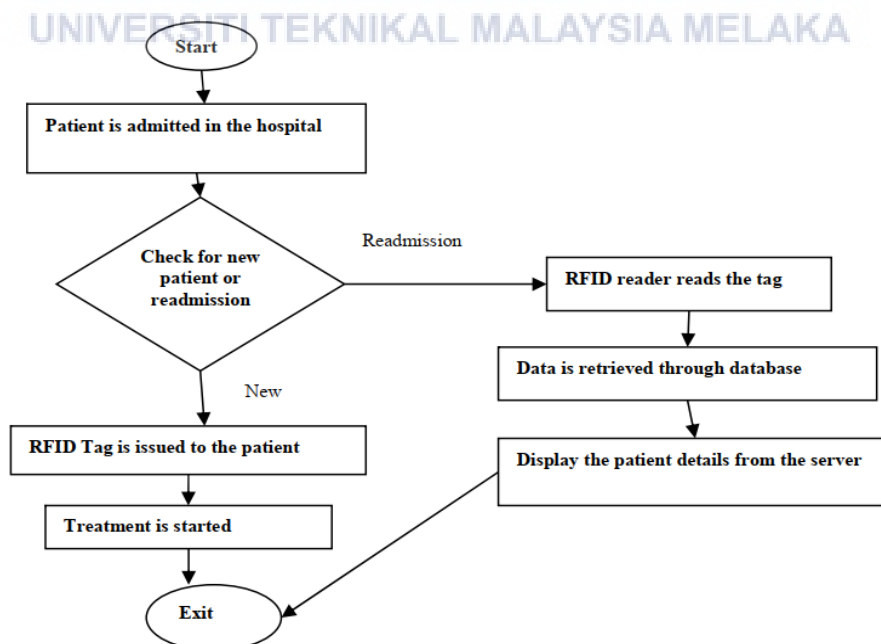 UNIVERSITI TEKNIKAL MALAYSIA MELAKA
Start
Patient is admitted in the hospital
Check for new
patient or
readmission
Readmission
RFID reader reads the tag
Data is retrieved through database
Display the patient details from the server
New
RFID Tag is issued to the patient
Treatment is started
Exit